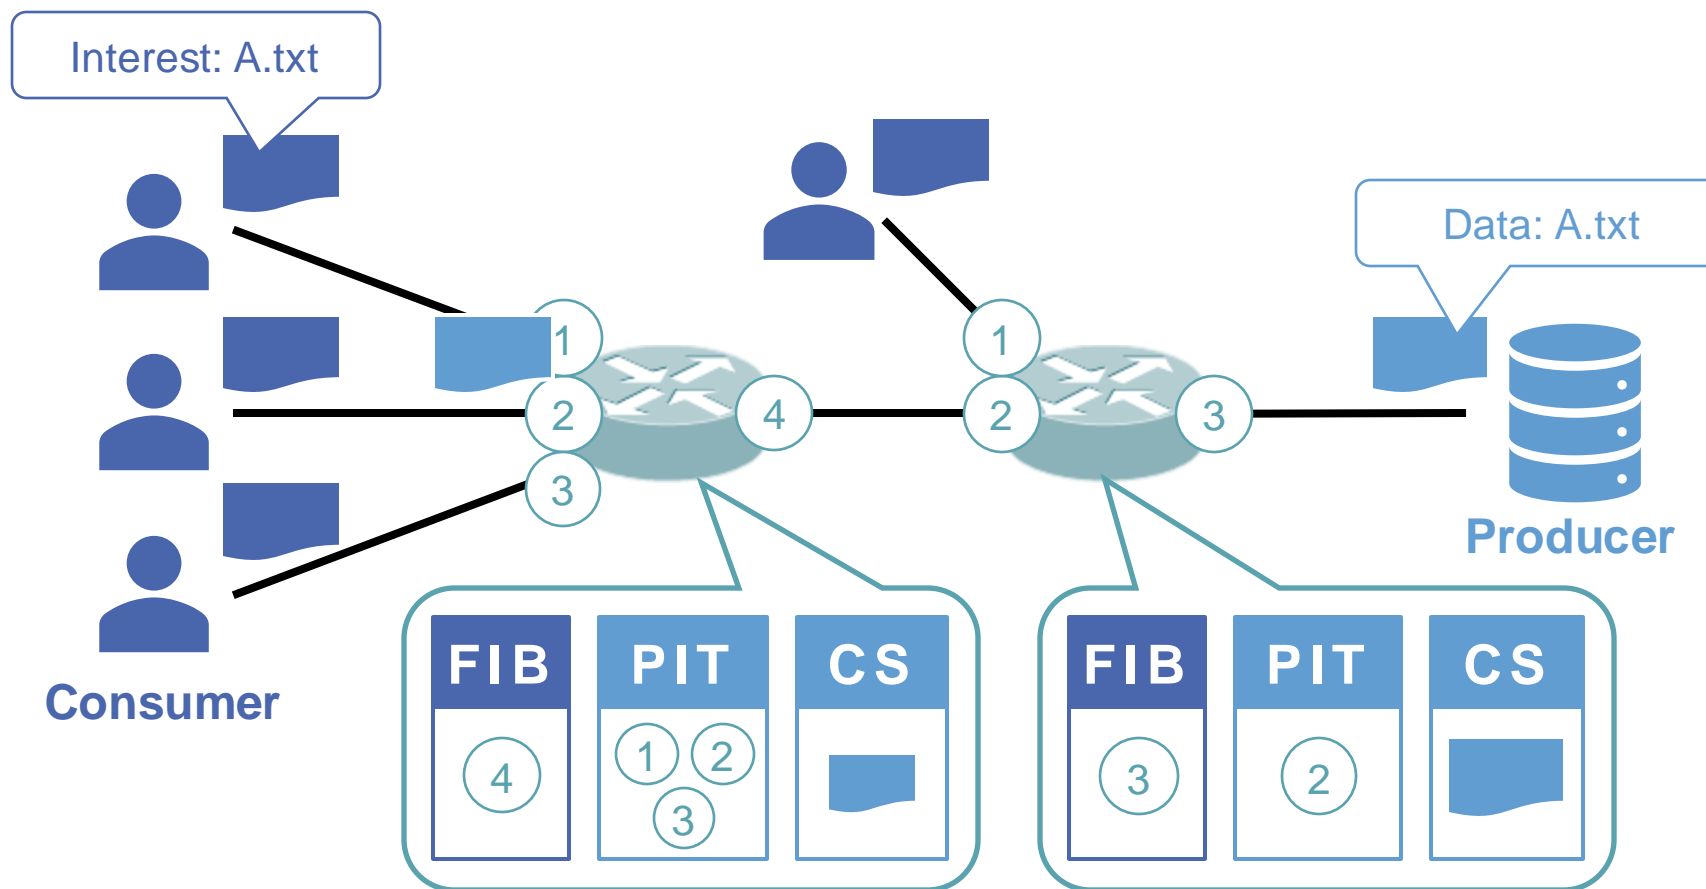 Interest: A.txt
Data: A.txt
1
2
3
4
1
2
3
Consumer
Producer
FIB PIT CS
4 1 2 3
FIB PIT CS
3 2